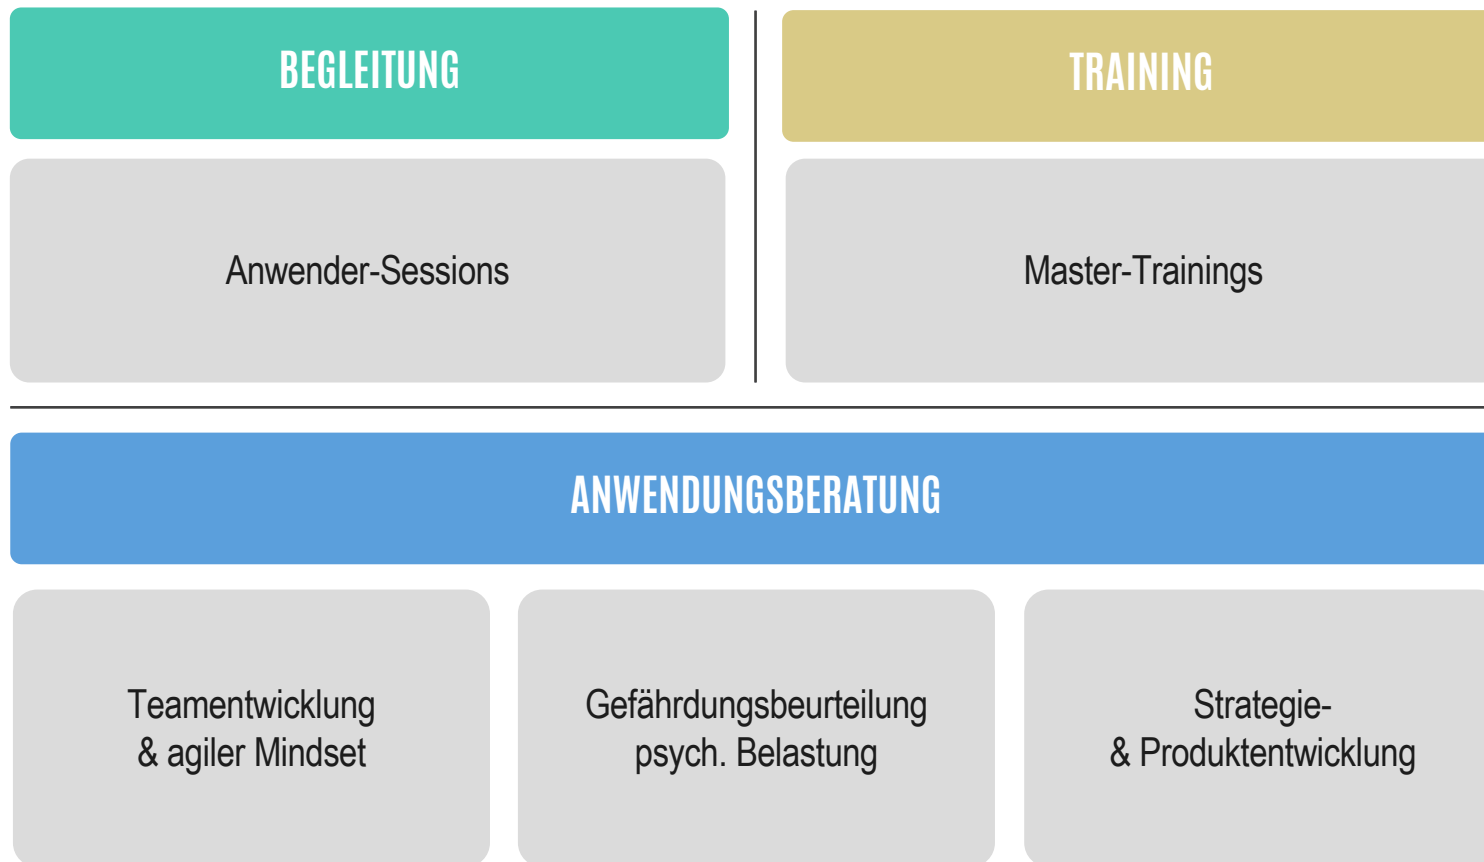 BEGLEITUNG
Anwender-Sessions
TRAINING
Master-Trainings
ANWENDUNGSBERATUNG
Teamentwicklung
& agiler Mindset
Gefährdungsbeurteilung
psych. Belastung
Strategie-
& Produktentwicklung